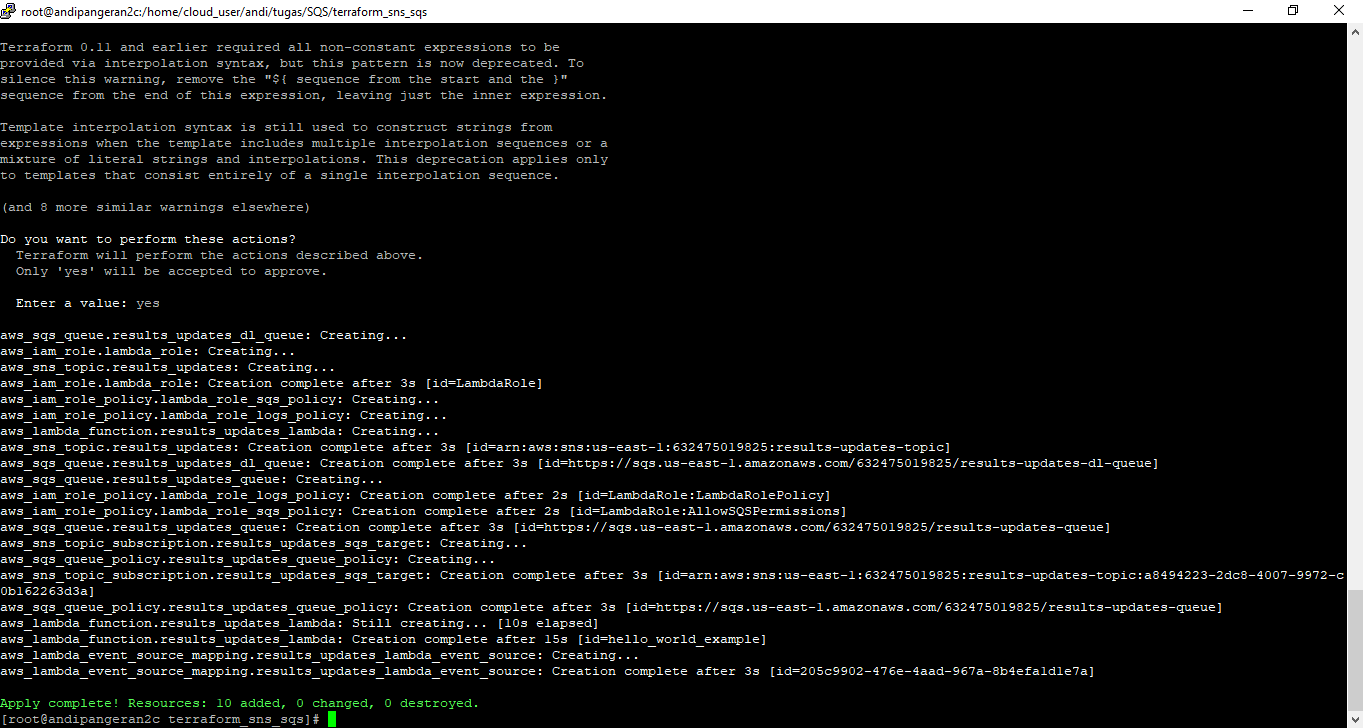 root@andipangeran2c:/home/cloud_user/andi/tugas/SQS/terraform_sns_sqs
Terraform 0.11 and earlier required all non-constant expressions to be
provided via interpolation syntax, but this pattern is now deprecated. To
silence this warning, remove the "${ sequence from the start and the }"
sequence from the end of this expression, leaving just the inner expression.
Template interpolation syntax is still used to construct strings from
expressions when the template includes multiple interpolation sequences or a
mixture of literal strings and interpolations. This deprecation applies only
to templates that consist entirely of a single interpolation sequence.
(and 8 more similar warnings elsewhere)
Do you want to perform these actions?
Terraform will perform the actions described above.
Only 'yes' will be accepted to approve.
Enter a value: yes
aws_sqs_queue.results_updates_dl_queue: Creating...
aws_iam_role.lambda_role: Creating...
aws_sns_topic.results_updates: Creating...
aws_iam_role.lambda_role: Creation complete after 3s [id=LambdaRole]
aws_iam_role_policy.lambda_role_sqs_policy: Creating...
aws_iam_role_policy.lambda_role_logs_policy: Creating...
aws_lambda_function.results_updates_lambda: Creating...
aws_sns_topic.results_updates: Creation complete after 3s [id=arn:aws:sns:us-east-1:632475019825:results-updates-topic]
aws_sqs_queue.results_updates_dl_queue: Creation complete after 3s [id=https://sqs.us-east-1.amazonaws.com/632475019825/results-updates-dl-queue]
aws_sqs_queue.results_updates_queue: Creating...
aws_iam_role_policy.lambda_role_logs_policy: Creation complete after 2s [id=LambdaRole:LambdaRolePolicy]
aws_iam_role_policy.lambda_role_sqs_policy: Creation complete after 2s [id=LambdaRole:AllowSQSPermissions]
aws_sqs_queue.results_updates_queue: Creation complete after 3s [id=https://sqs.us-east-1.amazonaws.com/632475019825/results-updates-queue]
aws_sns_topic_subscription.results_updates_sqs_target: Creating...
aws_sqs_queue_policy.results_updates_queue_policy: Creating...
aws_sns_topic_subscription.results_updates_sqs_target: Creation complete after 3s [id=arn:aws:sns:us-east-1:632475019825:results-updates-topic:a8494223-2dc8-4007-9972-c
0b162263d3a]
aws_sqs_queue_policy.results_updates_queue_policy: Creation complete after 3s [id=https://sqs.us-east-1.amazonaws.com/632475019825/results-updates-queue]
aws_lambda_function.results_updates_lambda: Still creating... [10s elapsed]
aws_lambda_function.results_updates_lambda: Creation complete after 15s [id=hello_world_example]
aws_lambda_event_source_mapping.results_updates_lambda_event_source: Creating...
aws_lambda_event_source_mapping.results_updates_lambda_event_source: Creation complete after 3s [id=205c9902-476e-4aad-967a-8b4efa1d1e7a]
Apply complete! Resources: 10 added, 0 changed, 0 destroyed.
[root@andipangeran2c terraform_sns_sqs]#